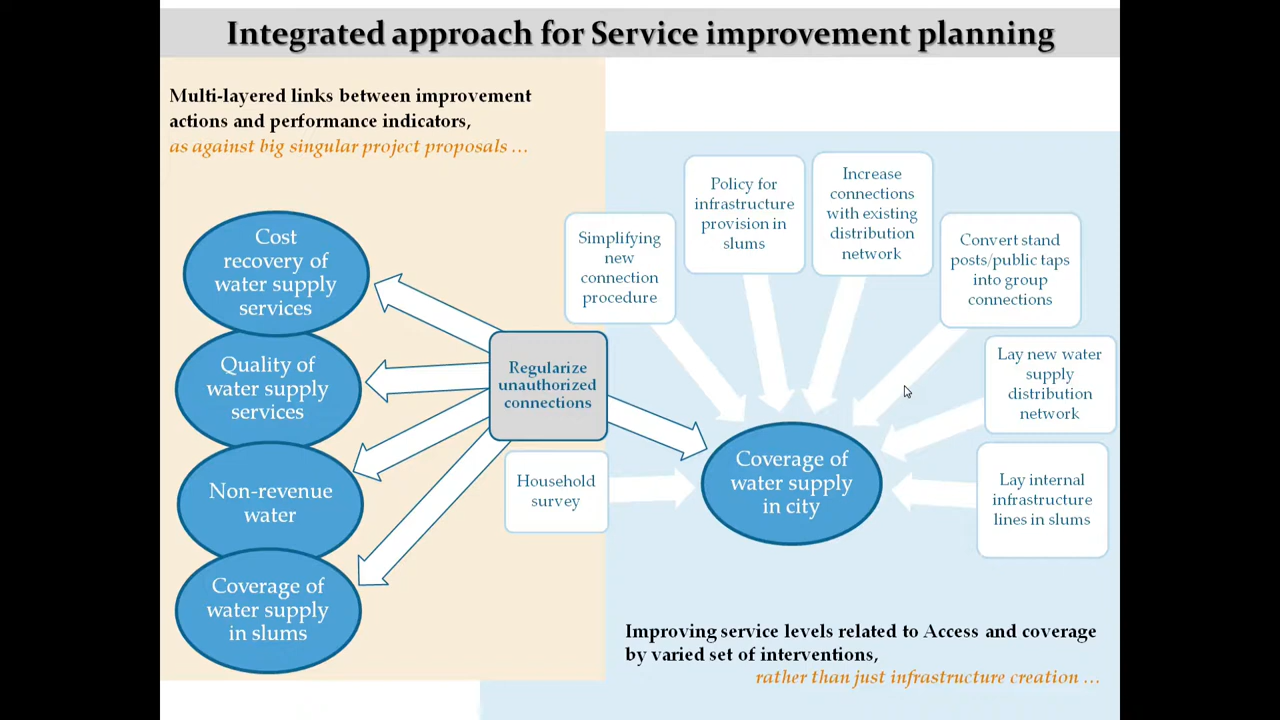 Integrated approach for Service improvement planning
Multi-layered links between improvement
actions and performance indicators,
as against big singular project proposals ...
Cost
recovery of
water supply
services
Quality of
water supply
services
Non-revenue
water
Coverage of
water supply
in slums
Regularize
unauthorized
connections
Household
survey
Simplifying
new
connection
procedure
Policy for
infrastructure
provision in
slums
Increase
connections
with existing
distribution
network
Convert stand
posts/public taps
into group
connections
Lay new water
supply
distribution
network
Lay internal
infrastructure
lines in slums
Coverage of
water supply
in city
Improving service levels related to Access and coverage
by varied set of interventions,
rather than just infrastructure creation ...